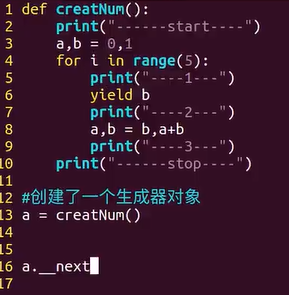 1 def creatNum():
2     print("------start----")
3     a,b = 0,1
4     for i in range(5):
5         print("----1---")
6         yield b
7         print("----2---")
8         a,b = b,a+b
9         print("----3---")
10     print("------stop----")
11
12 #创建了一个生成器对象
13 a = creatNum()
14
15
16 a.__next
17